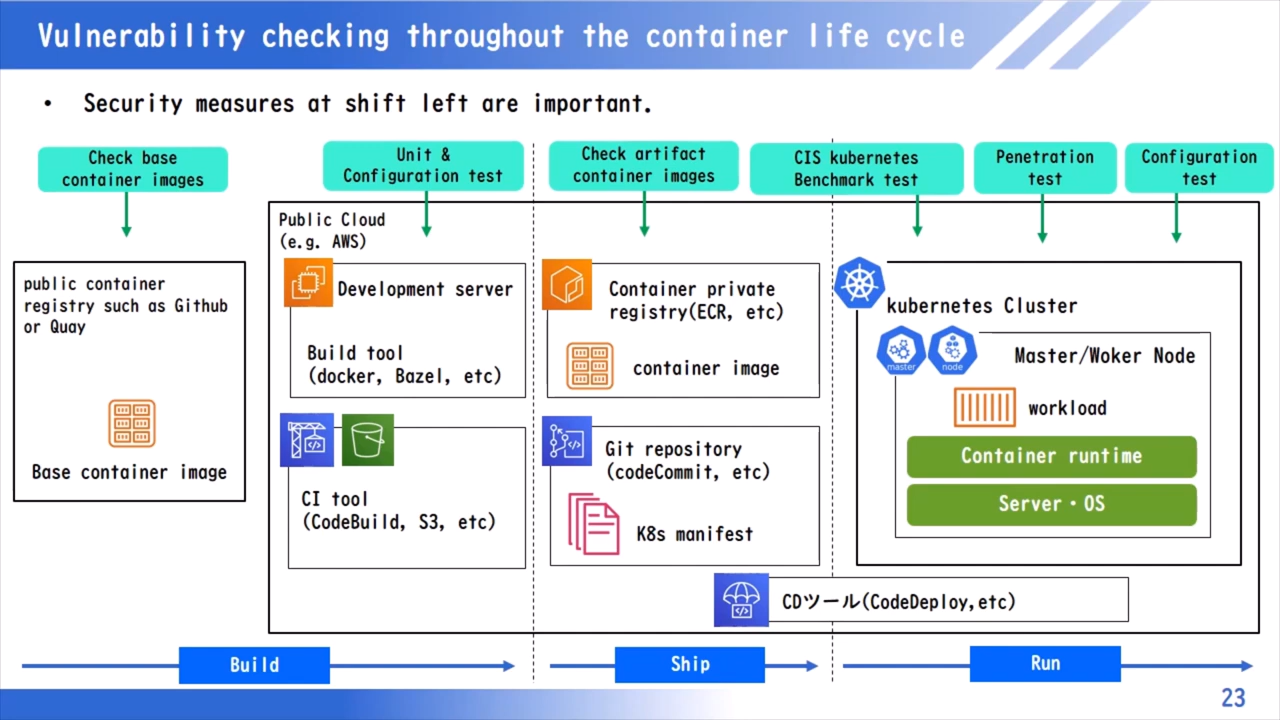 Vulnerability checking throughout the container life cycle
• Security measures at shift left are important.
Check base
container images
Unit &
Configuration test
Check artifact
container images
CIS kubernetes
Benchmark test
Penetration
test
Configuration
test
Public Cloud
(e.g. AWS)
public container
registry such as Github
or Quay
Base container image
Development server
Build tool
(docker, Bazel, etc)
CI tool
(CodeBuild, S3, etc)
Container private
registry(ECR, etc)
container image
Git repository
(codeCommit, etc)
K8s manifest
kubernetes Cluster
master
node
Master/Woker Node
workload
Container runtime
Server・OS
CDツール(CodeDeploy,etc)
Build
Ship
Run
23